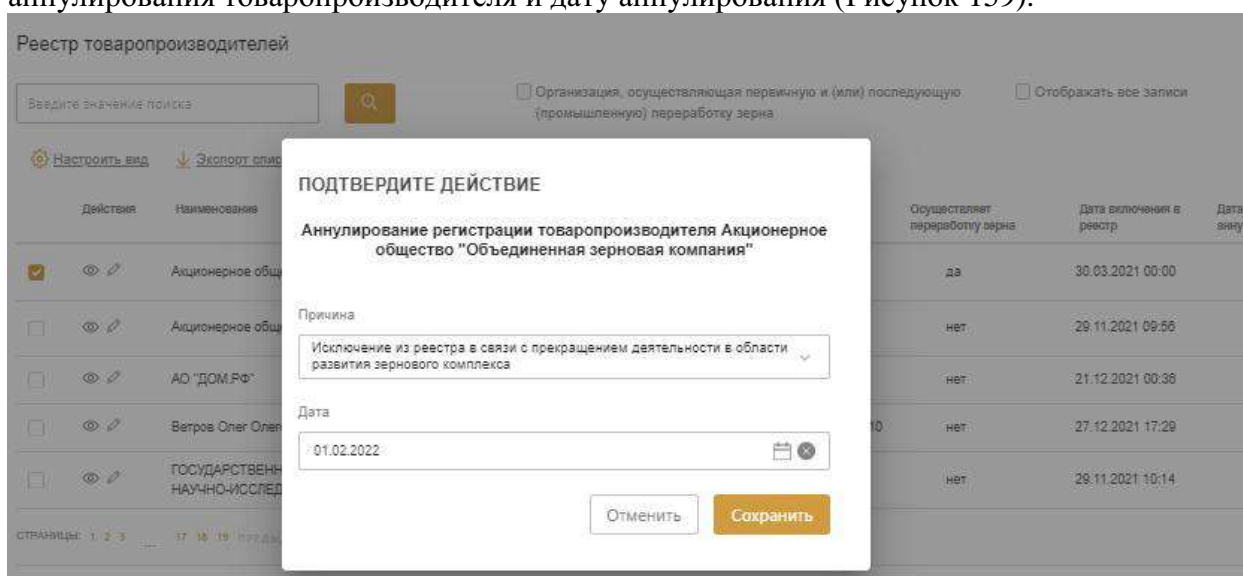 аннулирования товаропроизводителя и дату аннулирования (Рисунок 159).
Реестр товаропроизводителей
Введите значение поиска
Организация, осуществляющая первичную и (или) последующую
(промышленную) переработку зерна
Отображать все записи
Настроить вид
Экспорт спис
ПОДТВЕРДИТЕ ДЕЙСТВИЕ
Аннулирование регистрации товаропроизводителя Акционерное
общество "Объединенная зерновая компания"
Причина
Исключение из реестра в связи с прекращением деятельности в области
развития зернового комплекса
Дата
01.02.2022
Отменить
Сохранить
Действия
Наименование
Осуществляет
переработку зерна
Дата включения в
реестр
Дата
анну
Акционерное обще
да
30.03.2021 00:00
Акционерное обще
нет
29.11.2021 09:56
АО "ДОМ.РФ"
нет
21.12.2021 00:36
Ветров Олег Олег
10
нет
27.12.2021 17:29
ГОСУДАРСТВЕНН
НАУЧНО-ИССЛЕД
нет
29.11.2021 10:14
СТРАНИЦЫ: 1 2 3 ... 17 18 19